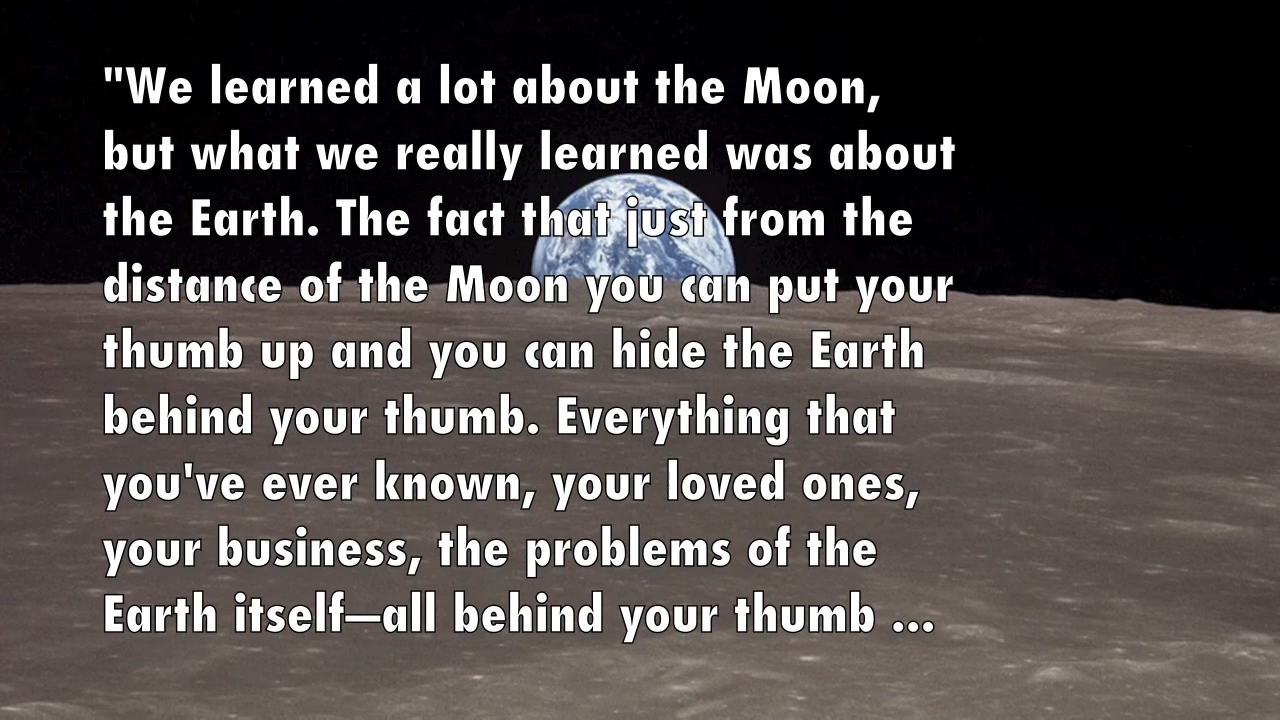 "We learned a lot about the Moon,
but what we really learned was about
the Earth. The fact that just from the
distance of the Moon you can put your
thumb up and you can hide the Earth
behind your thumb. Everything that
you've ever known, your loved ones,
your business, the problems of the
Earth itself—all behind your thumb ...